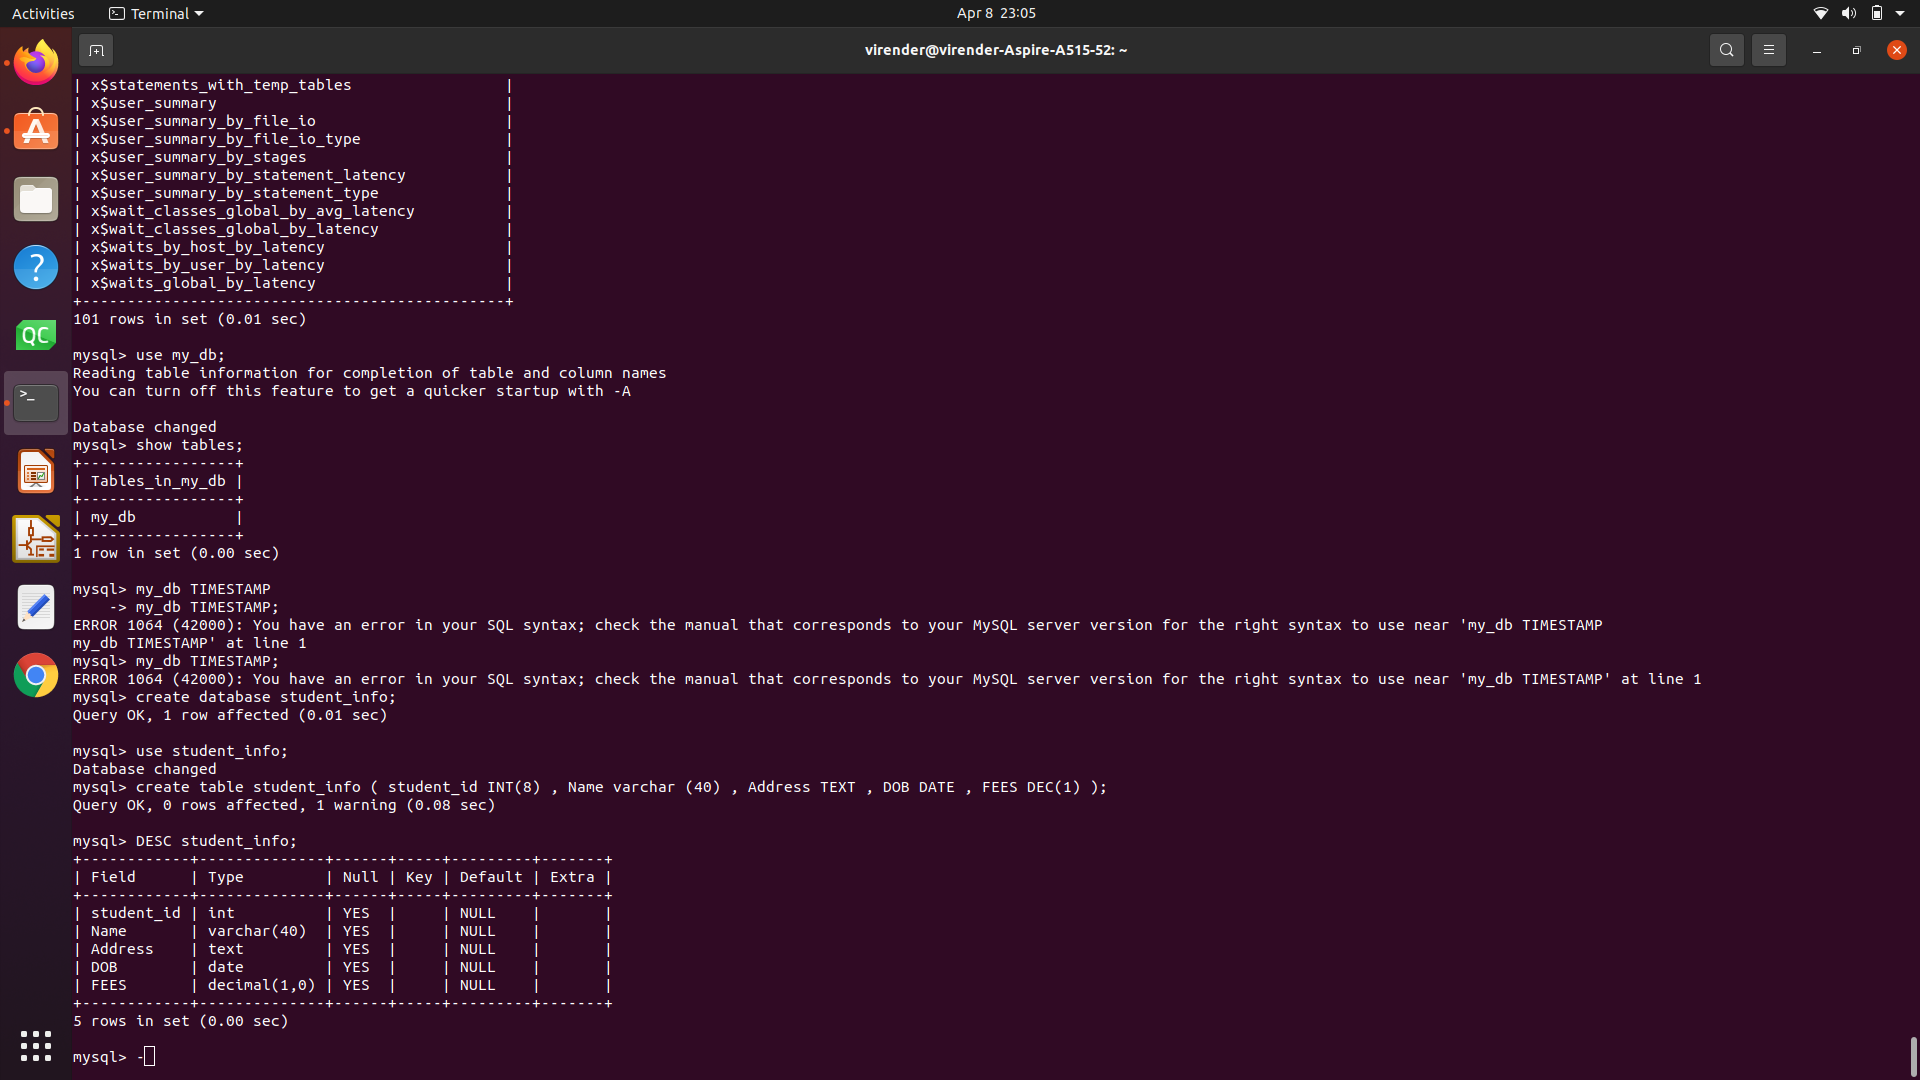 Activities
Terminal
Apr 8 23:05
virender@virender-Aspire-A515-52: ~
| x$statements_with_temp_tables |
| x$user_summary |
| x$user_summary_by_file_io |
| x$user_summary_by_file_io_type |
| x$user_summary_by_stages |
| x$user_summary_by_statement_latency |
| x$user_summary_by_statement_type |
| x$wait_classes_global_by_avg_latency |
| x$wait_classes_global_by_latency |
| x$waits_by_host_by_latency |
| x$waits_by_user_by_latency |
| x$waits_global_by_latency |
+-----------------------------------------------+
101 rows in set (0.01 sec)
mysql> use my_db;
Reading table information for completion of table and column names
You can turn off this feature to get a quicker startup with -A
Database changed
mysql> show tables;
+-----------------+
| Tables_in_my_db |
+-----------------+
| my_db |
+-----------------+
1 row in set (0.00 sec)
mysql> my_db TIMESTAMP
-> my_db TIMESTAMP;
ERROR 1064 (42000): You have an error in your SQL syntax; check the manual that corresponds to your MySQL server version for the right syntax to use near 'my_db TIMESTAMP
my_db TIMESTAMP' at line 1
mysql> my_db TIMESTAMP;
ERROR 1064 (42000): You have an error in your SQL syntax; check the manual that corresponds to your MySQL server version for the right syntax to use near 'my_db TIMESTAMP' at line 1
mysql> create database student_info;
Query OK, 1 row affected (0.01 sec)
mysql> use student_info;
Database changed
mysql> create table student_info ( student_id INT(8) , Name varchar (40) , Address TEXT , DOB DATE , FEES DEC(1) );
Query OK, 0 rows affected, 1 warning (0.08 sec)
mysql> DESC student_info;
+------------+--------------+------+-----+---------+-------+
| Field | Type | Null | Key | Default | Extra |
+------------+--------------+------+-----+---------+-------+
| student_id | int | YES | | NULL | |
| Name | varchar(40) | YES | | NULL | |
| Address | text | YES | | NULL | |
| DOB | date | YES | | NULL | |
| FEES | decimal(1,0) | YES | | NULL | |
+------------+--------------+------+-----+---------+-------+
5 rows in set (0.00 sec)
mysql> -
QC
>_